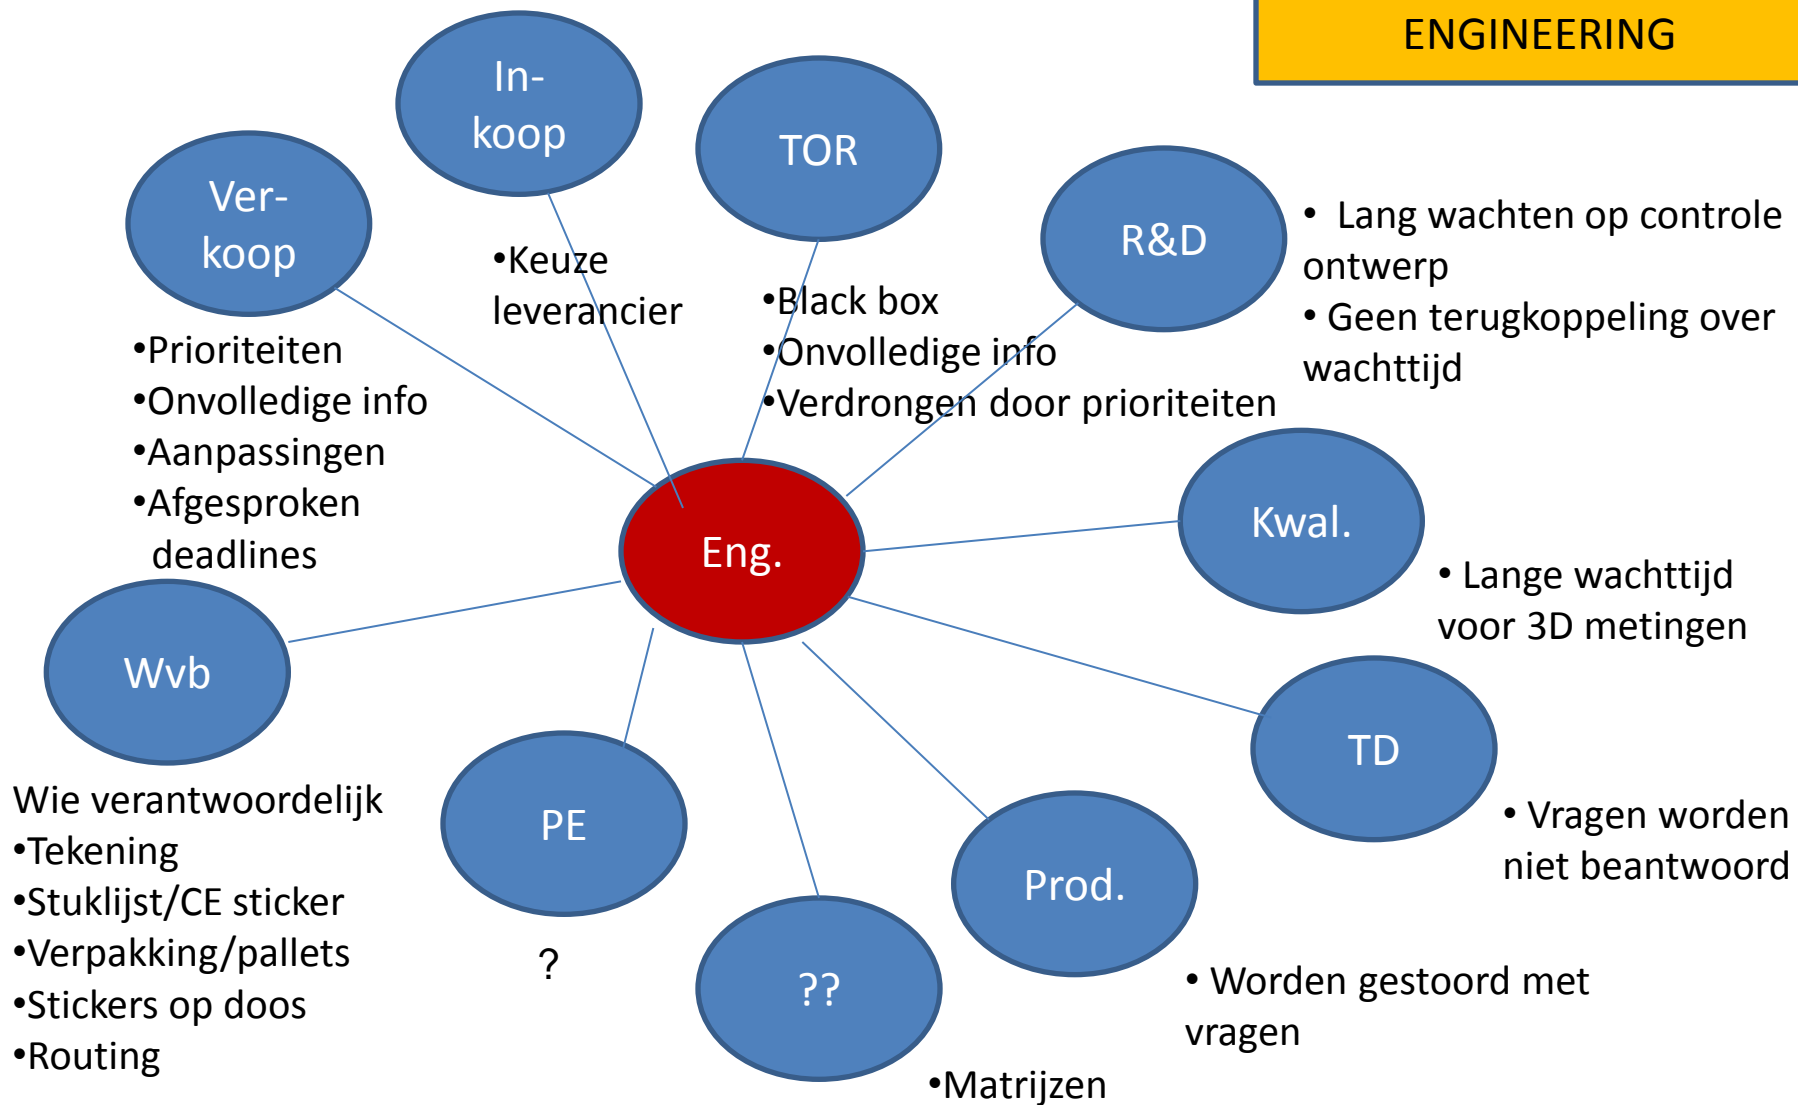 ENGINEERING
In-
koop
TOR
Ver-
koop
R&D
• Lang wachten op controle
ontwerp
• Geen terugkoppeling over
wachttijd
•Keuze
leverancier
•Black box
•Onvolledige info
•Verdrongen door prioriteiten
•Prioriteiten
•Onvolledige info
•Aanpassingen
•Afgesproken
deadlines
Eng.
Kwal.
• Lange wachttijd
voor 3D metingen
Wvb
TD
• Vragen worden
niet beantwoord
Wie verantwoordelijk
•Tekening
•Stuklijst/CE sticker
•Verpakking/pallets
•Stickers op doos
•Routing
PE
?
??
•Matrijzen
Prod.
• Worden gestoord met
vragen